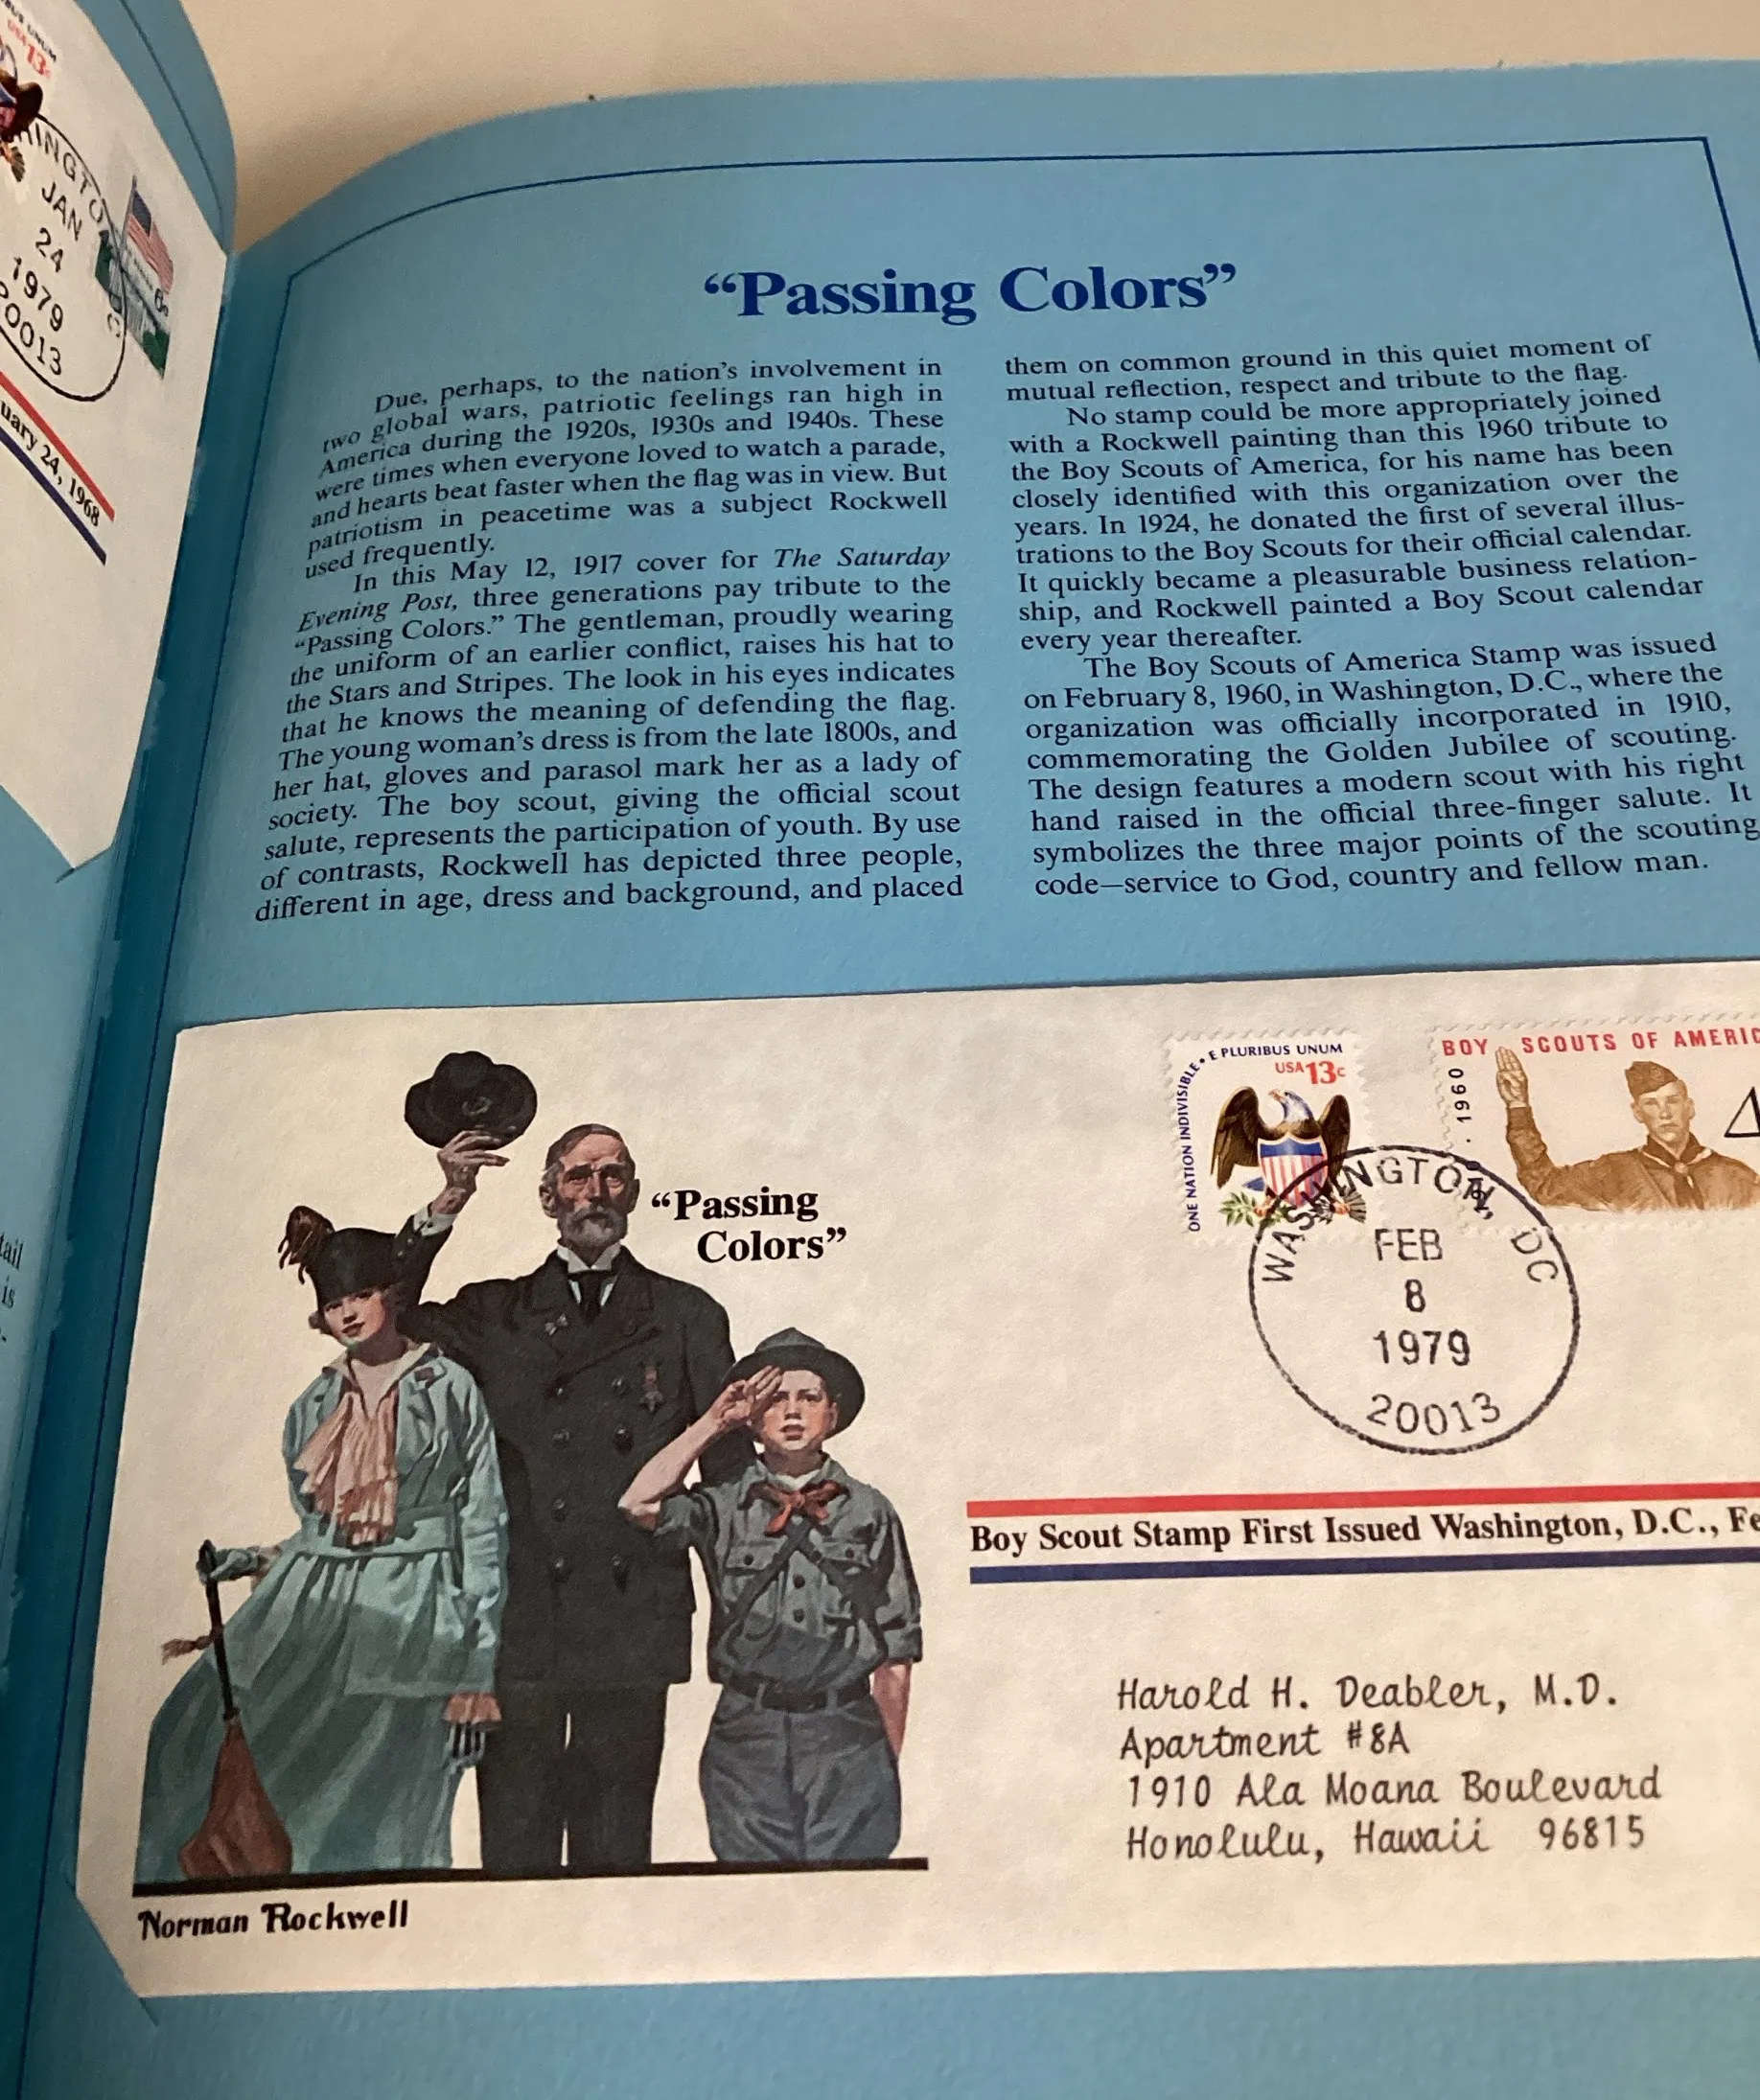 USA 13c
JAN
24
1979
20013
6c
uary 24, 1968
tail
is
"Passing Colors"
Due, perhaps, to the nation's involvement in
two global wars, patriotic feelings ran high in
America during the 1920s, 1930s and 1940s. These
were times when everyone loved to watch a parade,
and hearts beat faster when the flag was in view. But
patriotism in peacetime was a subject Rockwell
used frequently.
In this May 12, 1917 cover for The Saturday
Evening Post, three generations pay tribute to the
"Passing Colors." The gentleman, proudly wearing
the uniform of an earlier conflict, raises his hat to
the Stars and Stripes. The look in his eyes indicates
that he knows the meaning of defending the flag.
The young woman's dress is from the late 1800s, and
her hat, gloves and parasol mark her as a lady of
society. The boy scout, giving the official scout
salute, represents the participation of youth. By use
of contrasts, Rockwell has depicted three people,
different in age, dress and background, and placed
them on common ground in this quiet moment of
mutual reflection, respect and tribute to the flag.
No stamp could be more appropriately joined
with a Rockwell painting than this 1960 tribute to
the Boy Scouts of America, for his name has been
closely identified with this organization over the
years. In 1924, he donated the first of several illus-
trations to the Boy Scouts for their official calendar.
It quickly became a pleasurable business relation-
ship, and Rockwell painted a Boy Scout calendar
every year thereafter.
The Boy Scouts of America Stamp was issued
on February 8, 1960, in Washington, D.C., where the
organization was officially incorporated in 1910,
commemorating the Golden Jubilee of scouting.
The design features a modern scout with his right
hand raised in the official three-finger salute. It
symbolizes the three major points of the scouting
code—service to God, country and fellow man.
"Passing
Colors"
ONE NATION INDIVISIBLE • E PLURIBUS UNUM
USA 13c
BOY SCOUTS OF AMERIC
1960
WASHINGTON, DC
FEB
8
1979
20013
Boy Scout Stamp First Issued Washington, D.C., Fe
Harold H. Deabler, M.D.
Apartment #8A
1910 Ala Moana Boulevard
Honolulu, Hawaii 96815
Norman Rockwell